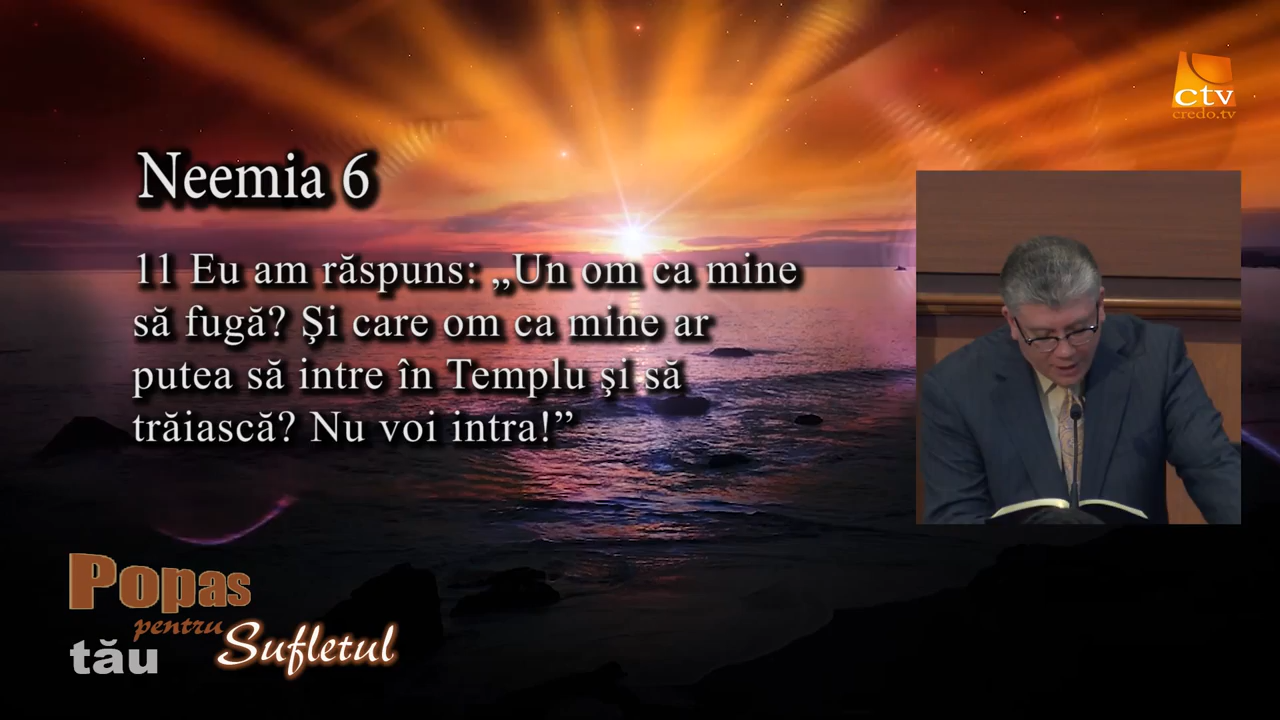 ctv
credo.tv
Neemia 6
11 Eu am răspuns: ,,Un om ca mine
să fugă? Şi care om ca mine ar
putea să intre în Templu şi să
trăiască? Nu voi intra!”
Popas
pentru
tău Sufletul